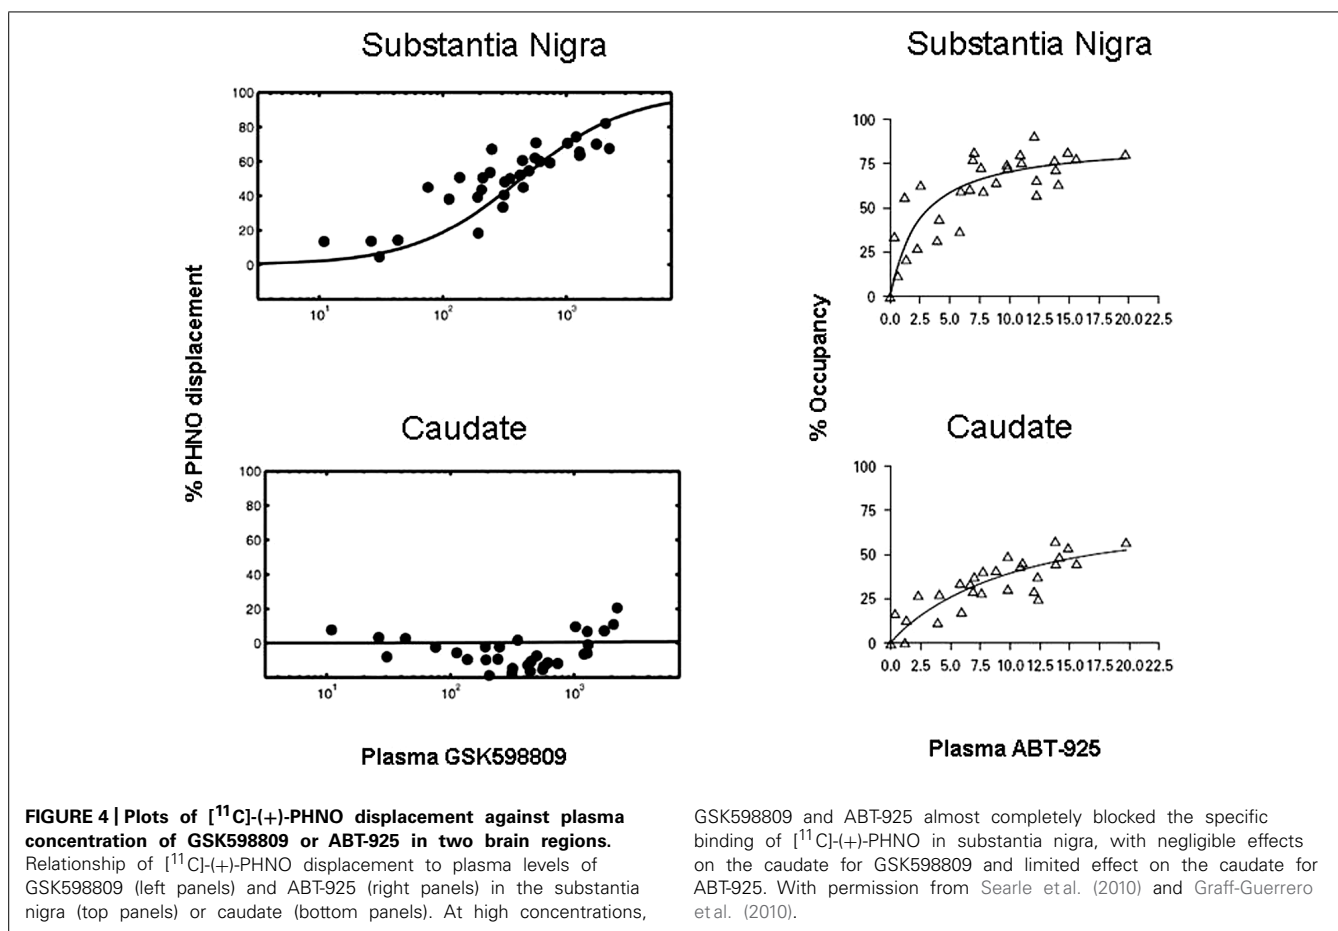 Substantia Nigra
100
80
60
40
20
0
10¹
10²
10³
% PHNO displacement
Caudate
100
80
60
40
20
0
10¹
10²
10³
Plasma GSK598809
Substantia Nigra
100
75
50
25
0
0.0 2.5 5.0 7.5 10.0 12.5 15.0 17.5 20.0 22.5
% Occupancy
Caudate
100
75
50
25
0
0.0 2.5 5.0 7.5 10.0 12.5 15.0 17.5 20.0 22.5
Plasma ABT-925
FIGURE 4 | Plots of [¹¹C]-(+)-PHNO displacement against plasma
concentration of GSK598809 or ABT-925 in two brain regions.
Relationship of [¹¹C]-(+)-PHNO displacement to plasma levels of
GSK598809 (left panels) and ABT-925 (right panels) in the substantia
nigra (top panels) or caudate (bottom panels). At high concentrations,
GSK598809 and ABT-925 almost completely blocked the specific
binding of [¹¹C]-(+)-PHNO in substantia nigra, with negligible effects
on the caudate for GSK598809 and limited effect on the caudate for
ABT-925. With permission from Searle et al. (2010) and Graff-Guerrero
et al. (2010).